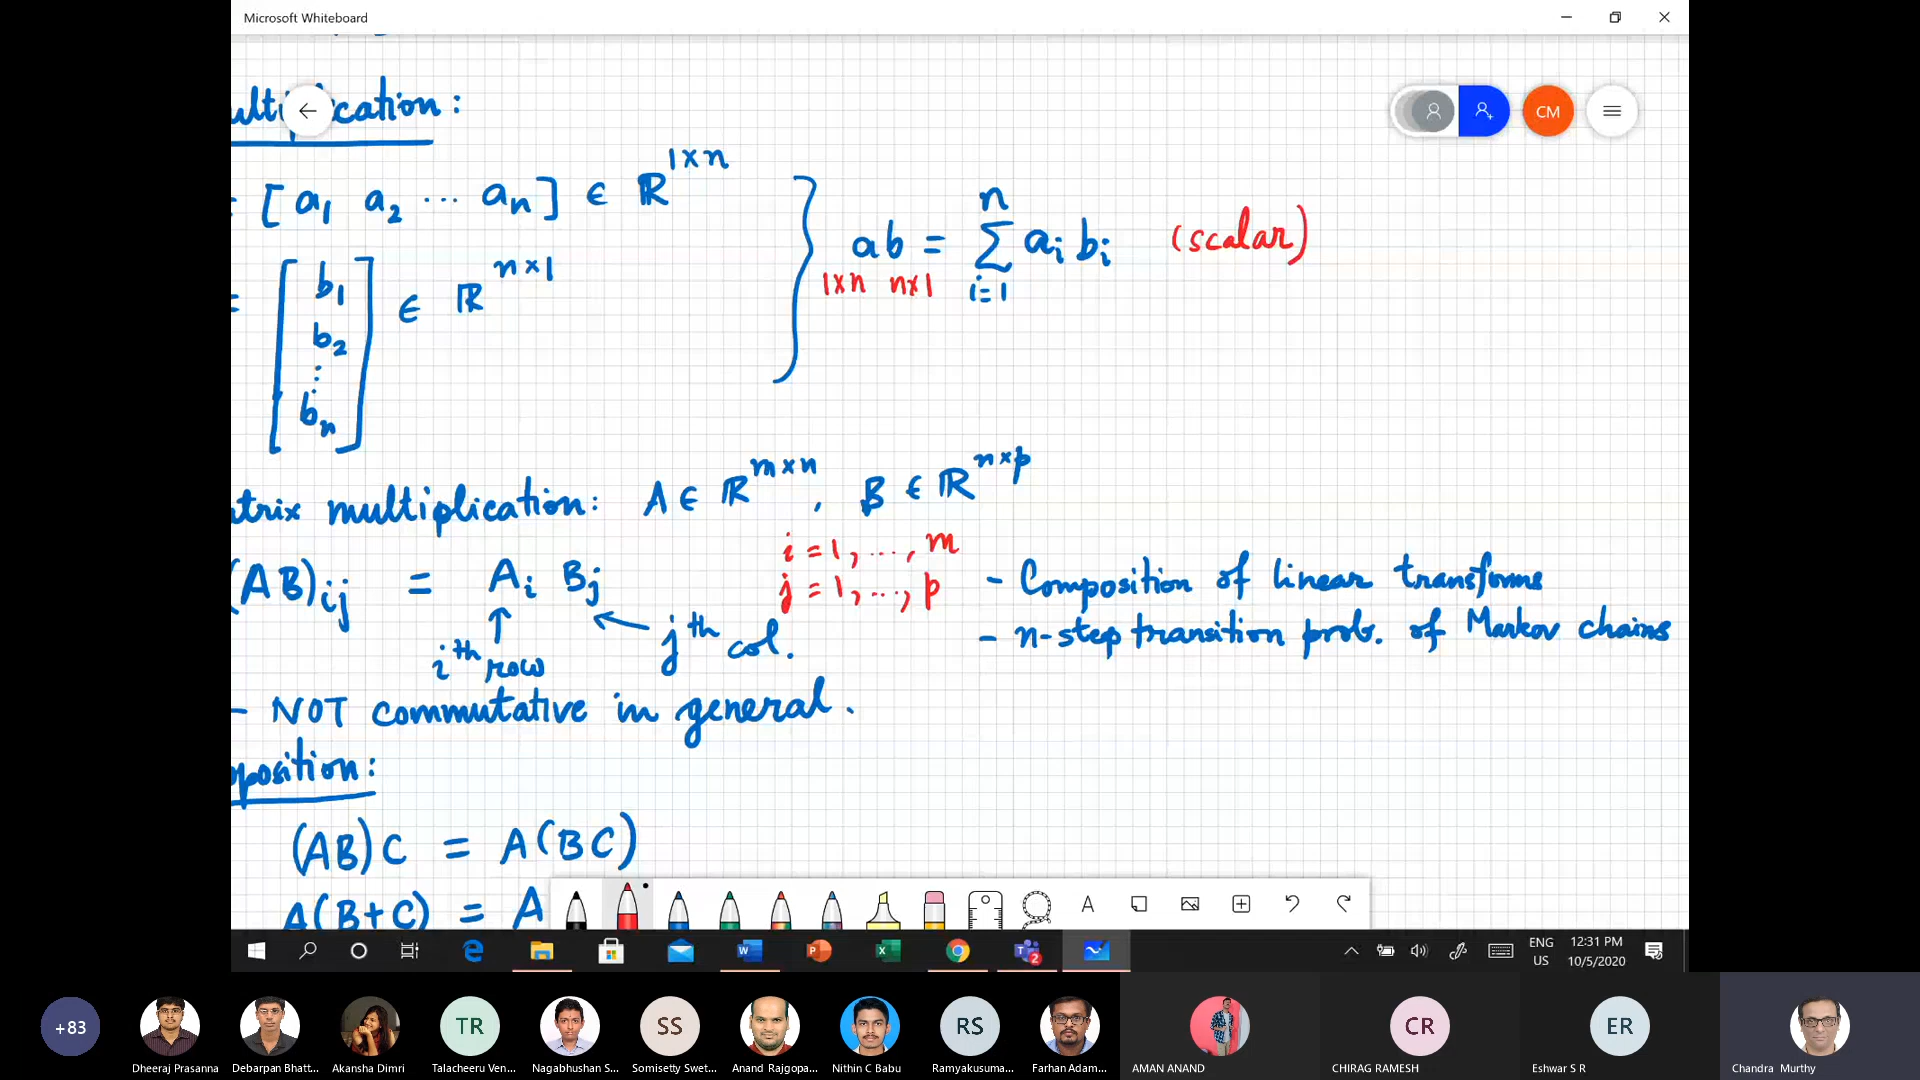 Microsoft Whiteboard
ultiplication :
CM
= [ a₁ a₂ ... aₙ ] ∈ ℝ^{1×n}
= [ b₁ b₂ ⋮ bₙ ] ∈ ℝ^{n×1}
ab = ∑_{i=1}^{n} aᵢ bᵢ (scalar)
1×n n×1
atrix multiplication: A ∈ ℝ^{m×n}, B ∈ ℝ^{n×p}
(AB)ᵢⱼ = Aᵢ Bⱼ
i = 1, ..., m
j = 1, ..., p
iᵗʰ row
jᵗʰ col.
- Composition of linear transforms
- n-step transition prob. of Markov chains
- NOT commutative in general.
position:
(AB)C = A(BC)
A(B+C) = A
ENG
US
12:31 PM
10/5/2020
2
+83
TR
SS
RS
CR
ER
Dheeraj Prasanna
Debarpan Bhatt...
Akansha Dimri
Talacheeru Ven...
Nagabhushan S...
Somisetty Swet...
Anand Rajgopa...
Nithin C Babu
Ramyakusuma...
Farhan Adam...
AMAN ANAND
CHIRAG RAMESH
Eshwar S R
Chandra Murthy